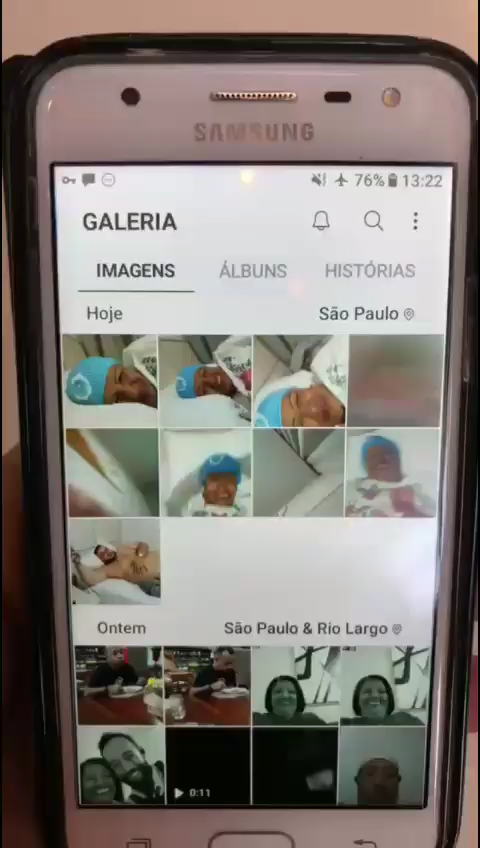 SAMSUNG
76% 13:22
GALERIA
IMAGENS ÁLBUNS HISTÓRIAS
Hoje São Paulo
Ontem São Paulo & Rio Largo
0:11